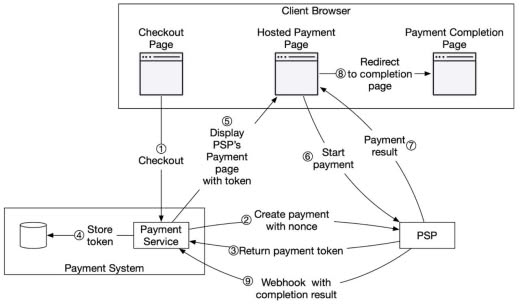 Client Browser
Checkout
Page
Hosted Payment
Page
Payment Completion
Page
Redirect
⑧ to completion
page
⑤
Display
PSP's
Payment
page
with token
①
Checkout
⑥ Start
payment
Payment
result ⑦
② Create payment
with nonce
④ Store
token
Payment
Service
PSP
③ Return payment token
Payment System
⑨ Webhook with
completion result